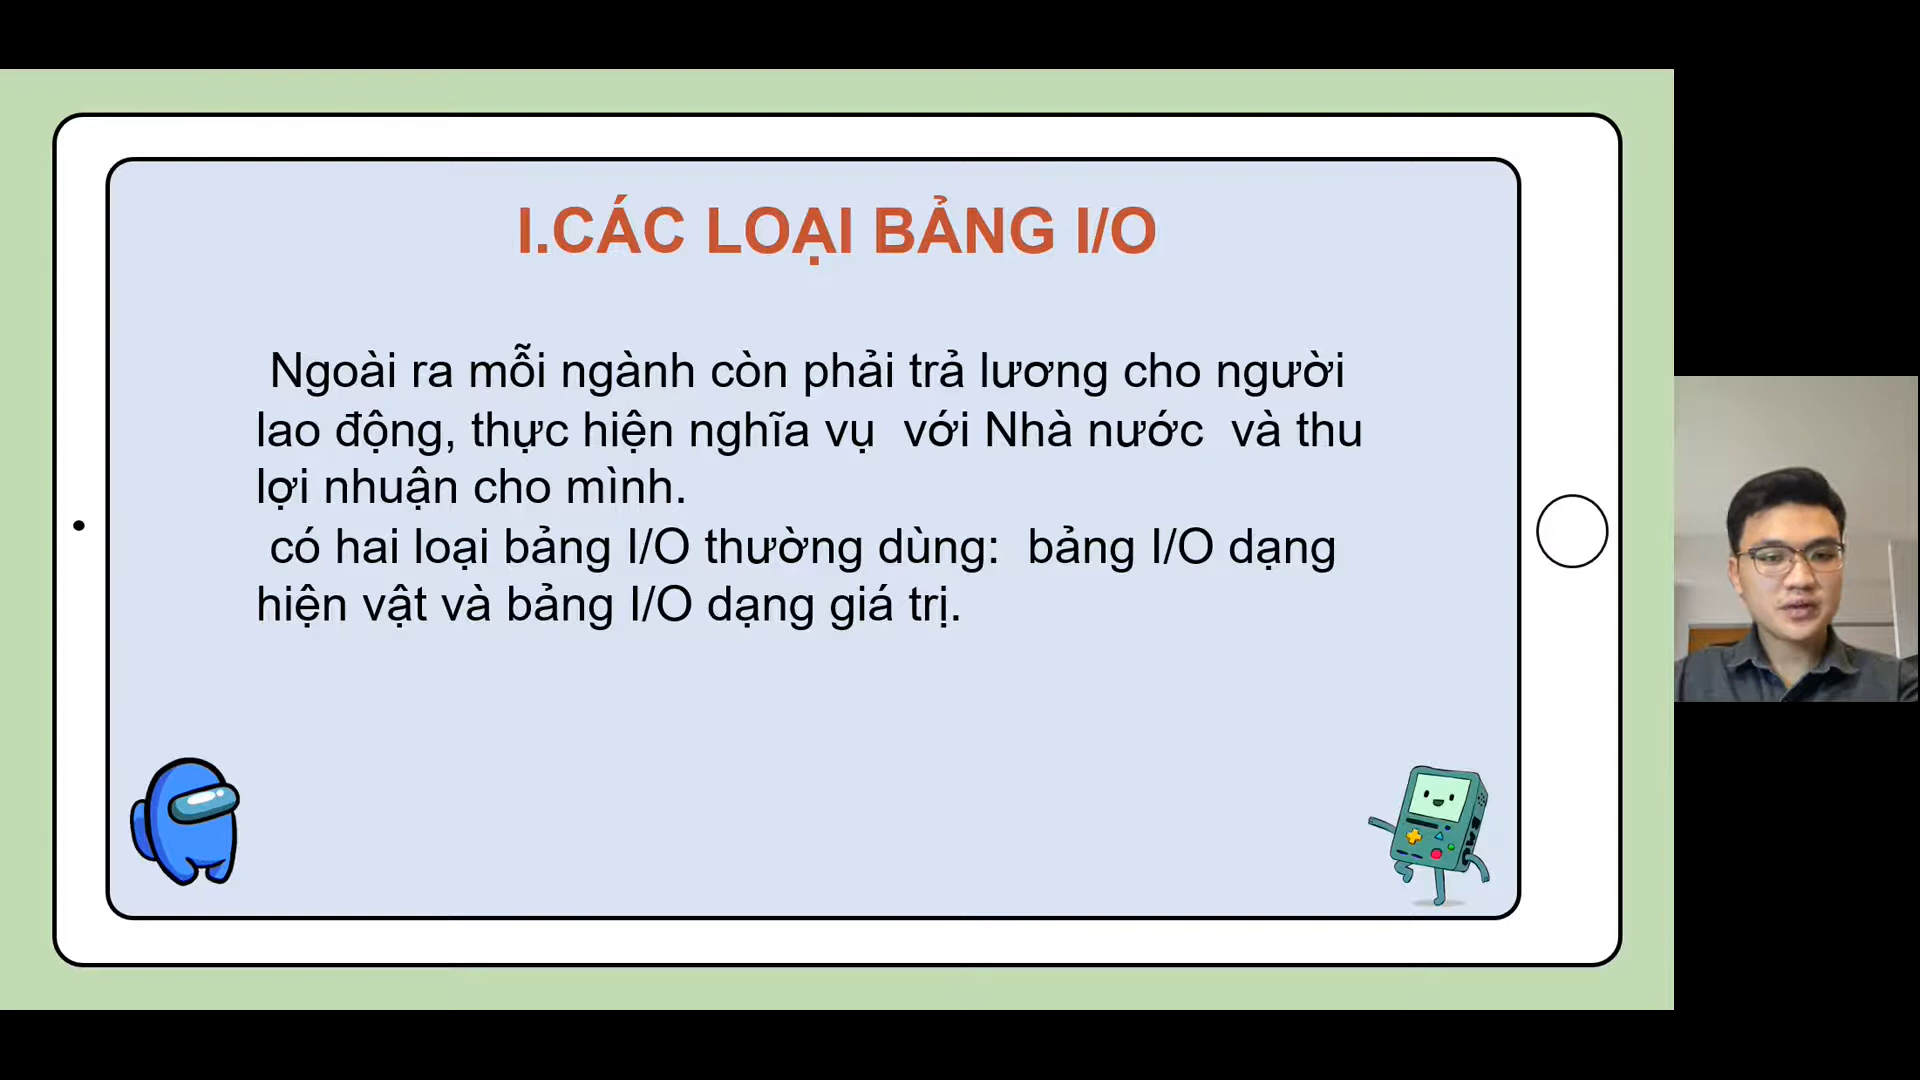 I.CÁC LOẠI BẢNG I/O
Ngoài ra mỗi ngành còn phải trả lương cho người
lao động, thực hiện nghĩa vụ  với Nhà nước  và thu
lợi nhuận cho mình.
có hai loại bảng I/O thường dùng:  bảng I/O dạng
hiện vật và bảng I/O dạng giá trị.